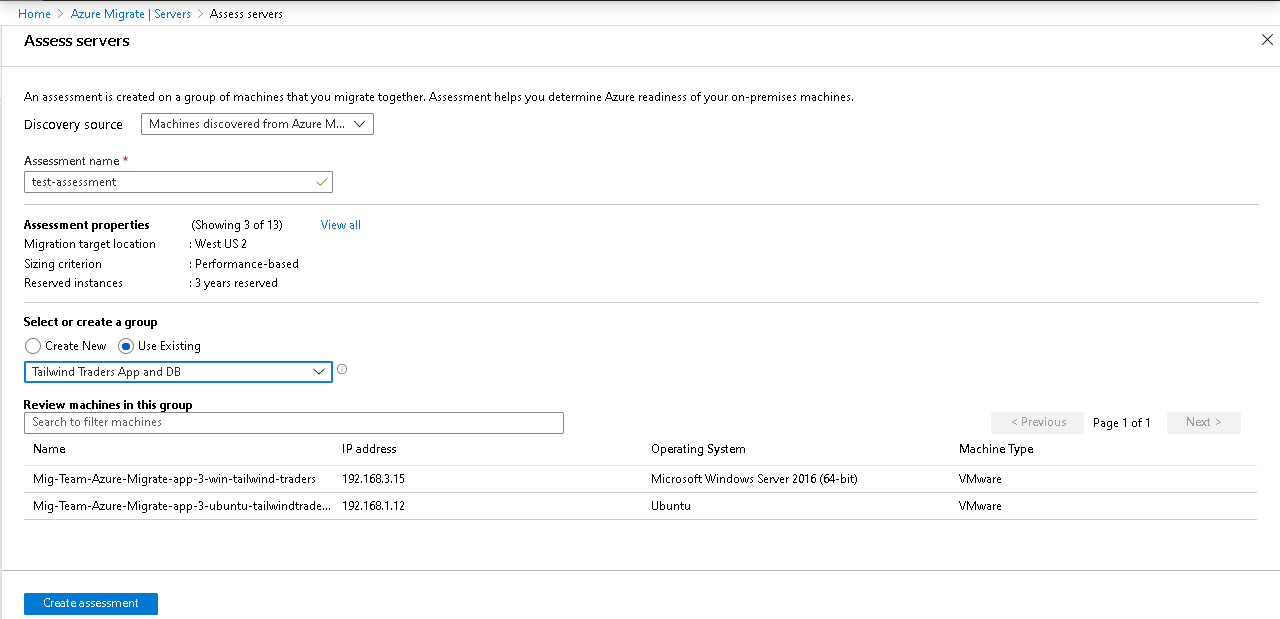 Home > Azure Migrate | Servers > Assess servers
Assess servers
An assessment is created on a group of machines that you migrate together. Assessment helps you determine Azure readiness of your on-premises machines.
Discovery source Machines discovered from Azure M...
Assessment name *
test-assessment
Assessment properties (Showing 3 of 13) View all
Migration target location : West US 2
Sizing criterion : Performance-based
Reserved instances : 3 years reserved
Select or create a group
Create New Use Existing
Tailwind Traders App and DB
Review machines in this group
Search to filter machines < Previous Page 1 of 1 Next >
Name IP address Operating System Machine Type
Mig-Team-Azure-Migrate-app-3-win-tailwind-traders 192.168.3.15 Microsoft Windows Server 2016 (64-bit) VMware
Mig-Team-Azure-Migrate-app-3-ubuntu-tailwindtrade... 192.168.1.12 Ubuntu VMware
Create assessment